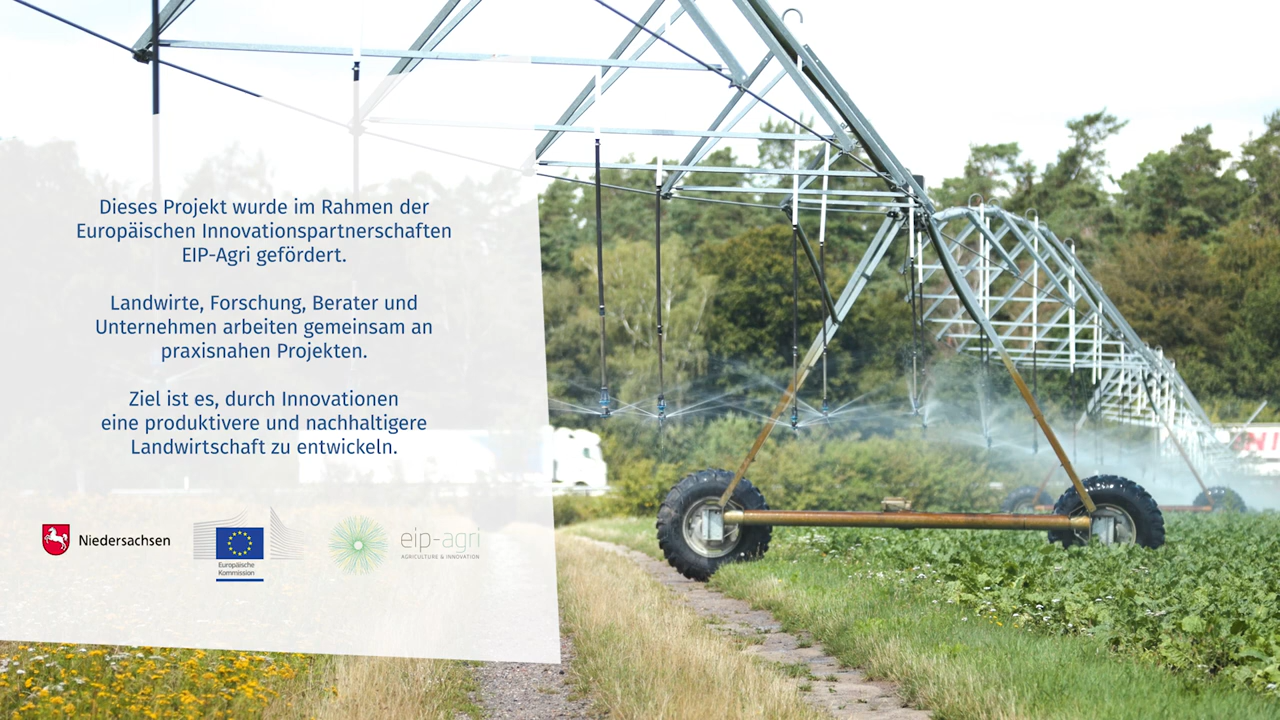 Dieses Projekt wurde im Rahmen der
Europäischen Innovationspartnerschaften
EIP-Agri gefördert.
Landwirte, Forschung, Berater und
Unternehmen arbeiten gemeinsam an
praxisnahen Projekten.
Ziel ist es, durch Innovationen
eine produktivere und nachhaltigere
Landwirtschaft zu entwickeln.
Niedersachsen
Europäische
Kommission
eip-agri
AGRICULTURE & INNOVATION